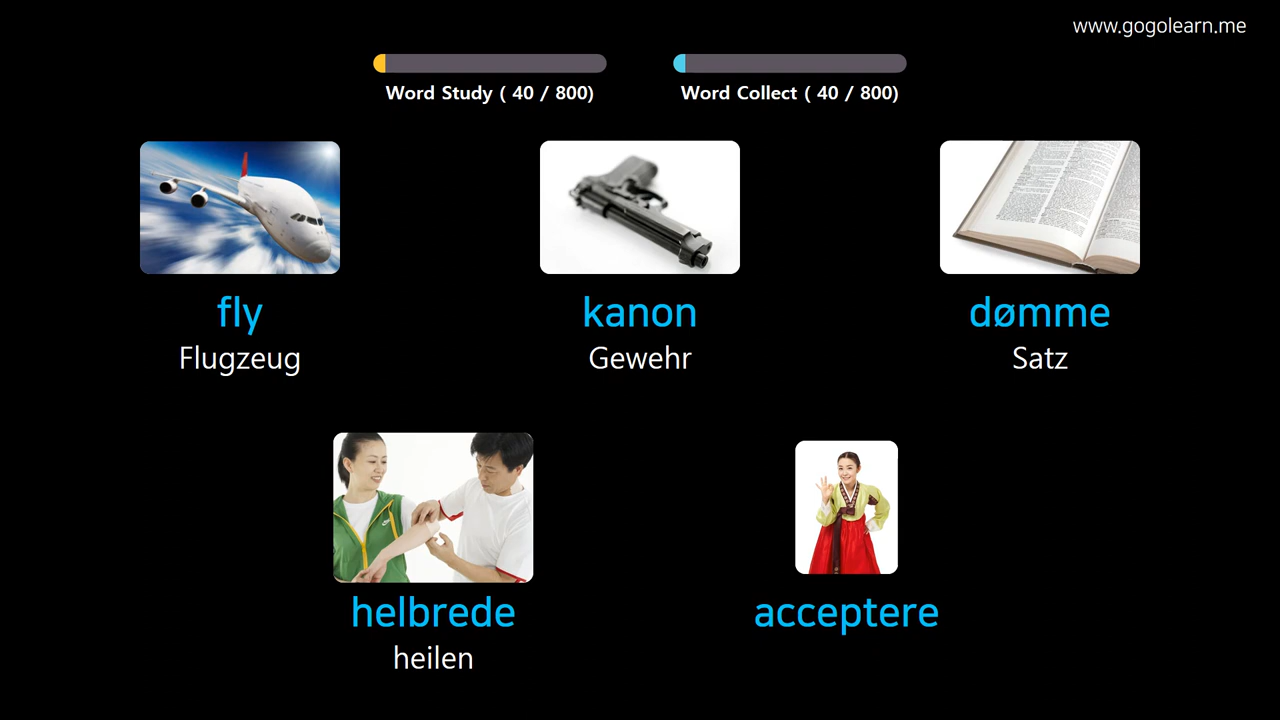 www.gogolearn.me
Word Study ( 40 / 800)
Word Collect ( 40 / 800)
fly
Flugzeug
kanon
Gewehr
dømme
Satz
helbrede
heilen
acceptere